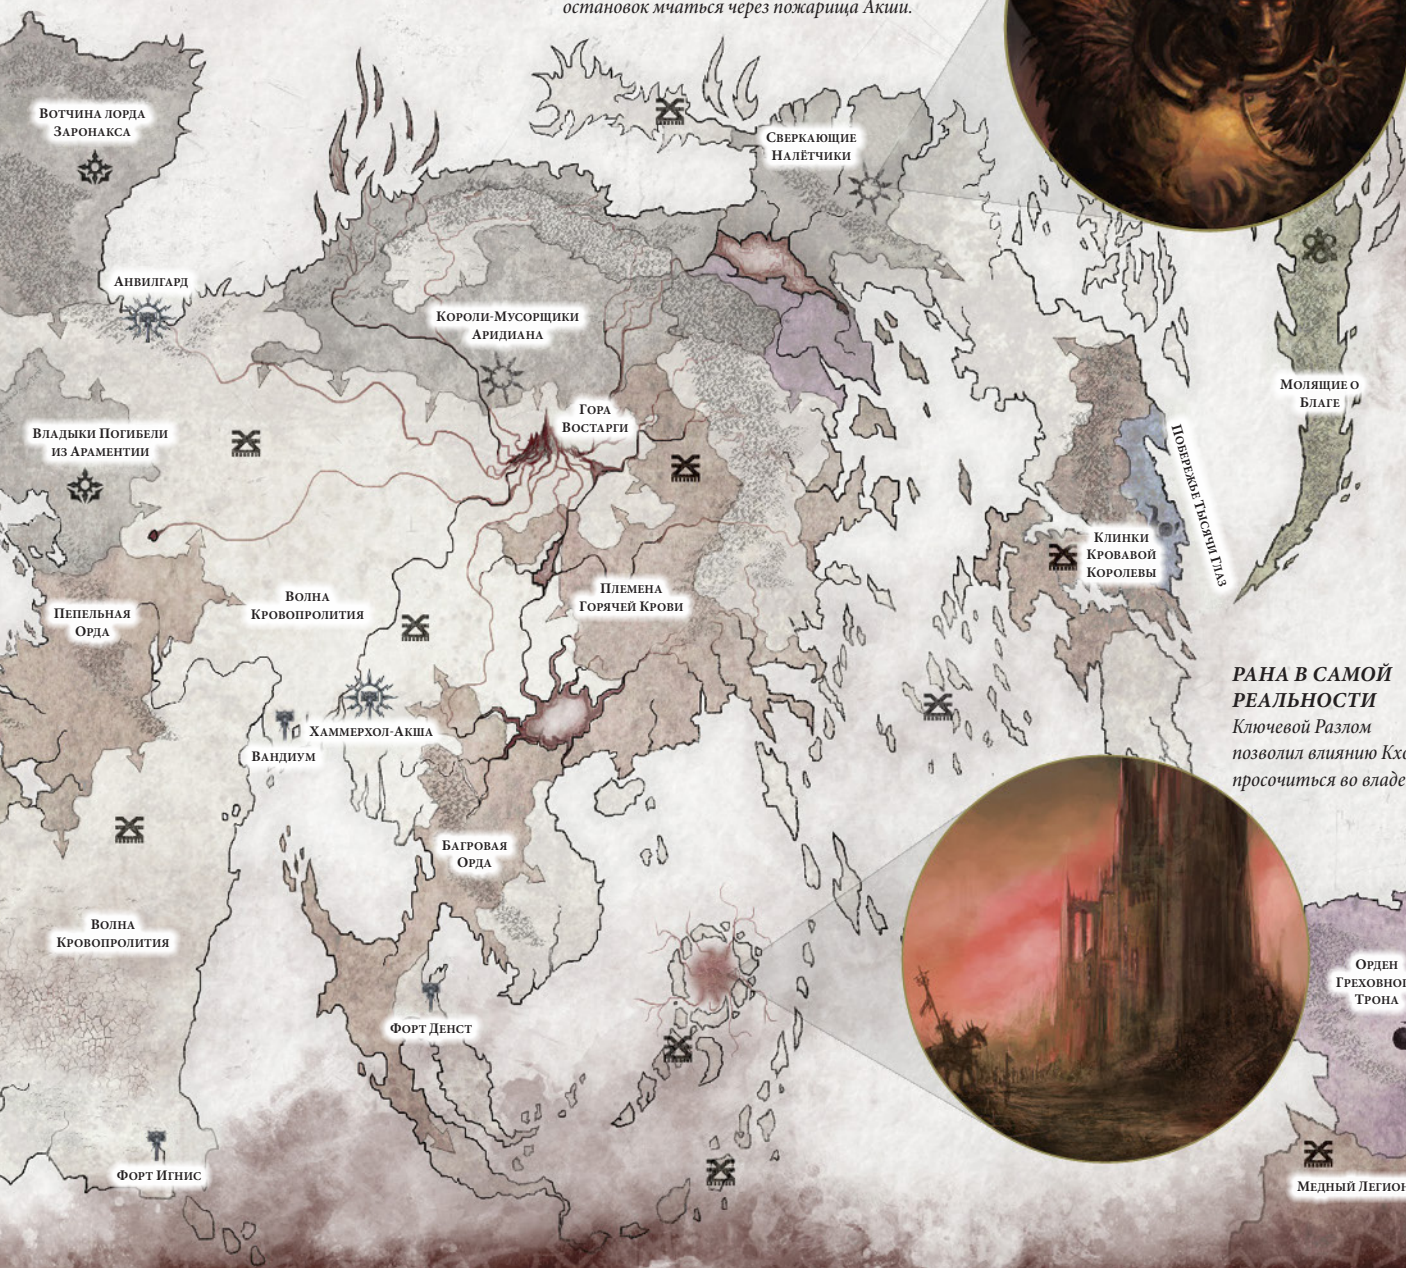 остановок мчаться через пожарища Акши.
Вотчина лорда
Заронакса
Сверкающие
Налётчики
Анвилгард
Короли-Мусорщики
Аридиана
Молящие о
Благе
Гора
Востарги
Владыки Погибели
из Араментии
Побережье Тысячи Глаз
Клинки
Кровавой
Королевы
Волна
Кровопролития
Племена
Горячей Крови
Пепельная
Орда
РАНА В САМОЙ
РЕАЛЬНОСТИ
Ключевой Разлом
позволил влиянию Кхо
просочиться во владе
Хаммерхол-Акша
Вандиум
Багровая
Орда
Волна
Кровопролития
Орден
Греховно
Трона
Форт Денст
Форт Игнис
Медный Легион